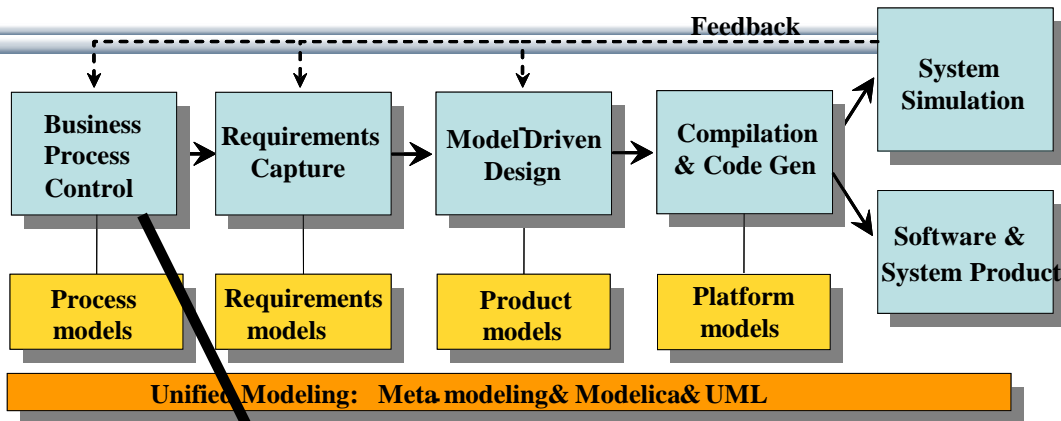 Feedback
System
Simulation
Business
Process
Control
Requirements
Capture
Model-Driven
Design
Compilation
& Code Gen
Software &
System Product
Process
models
Requirements
models
Product
models
Platform
models
Unified Modeling: Meta-modeling& Modelica& UML